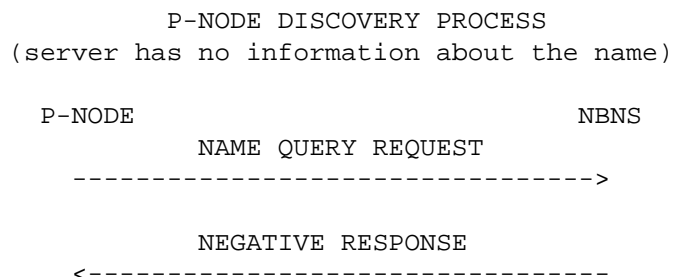 P-NODE DISCOVERY PROCESS
(server has no information about the name)
P-NODE NBNS
NAME QUERY REQUEST
--------------------------------->
NEGATIVE RESPONSE
<---------------------------------